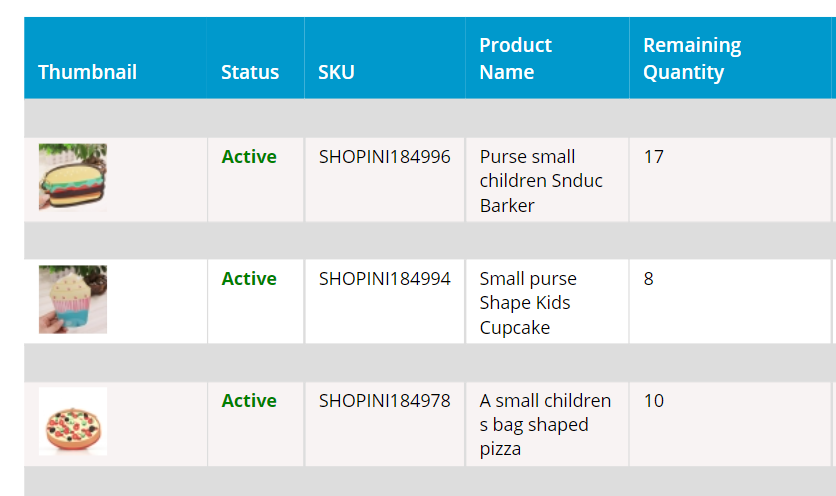 Thumbnail
Status
SKU
Product
Name
Remaining
Quantity
Active
SHOPINI184996
Purse small
children Snduc
Barker
17
Active
SHOPINI184994
Small purse
Shape Kids
Cupcake
8
Active
SHOPINI184978
A small children
s bag shaped
pizza
10